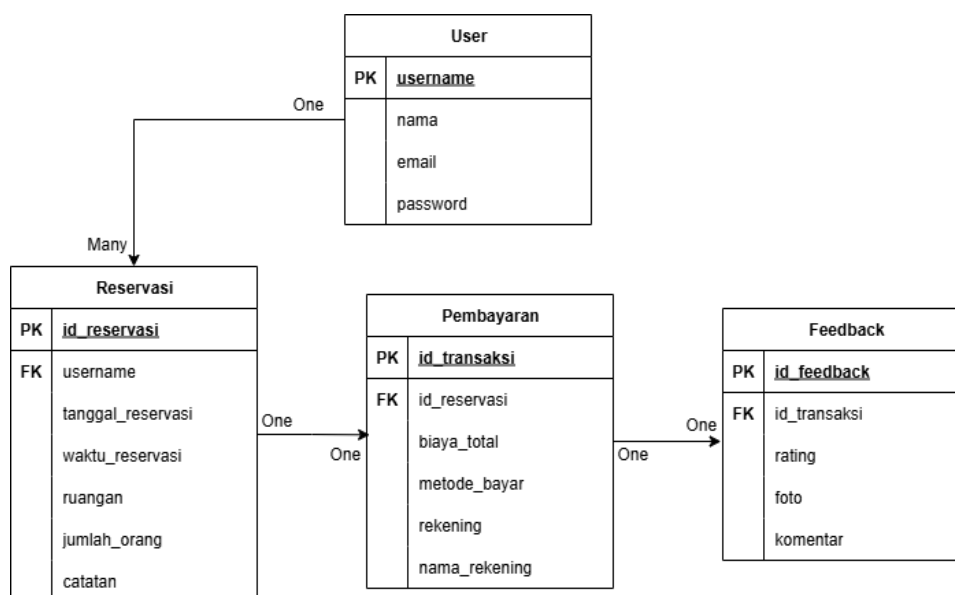 User
PK username
nama
email
password
One
Many
Reservasi
PK id_reservasi
FK username
tanggal_reservasi
waktu_reservasi
ruangan
jumlah_orang
catatan
One
One
Pembayaran
PK id_transaksi
FK id_reservasi
biaya_total
metode_bayar
rekening
nama_rekening
One
One
Feedback
PK id_feedback
FK id_transaksi
rating
foto
komentar